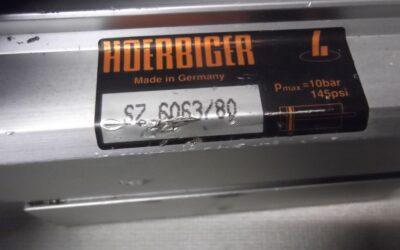 HOERBIGER
Made in Germany
SZ 6063/80
Pmax=10bar
145psi